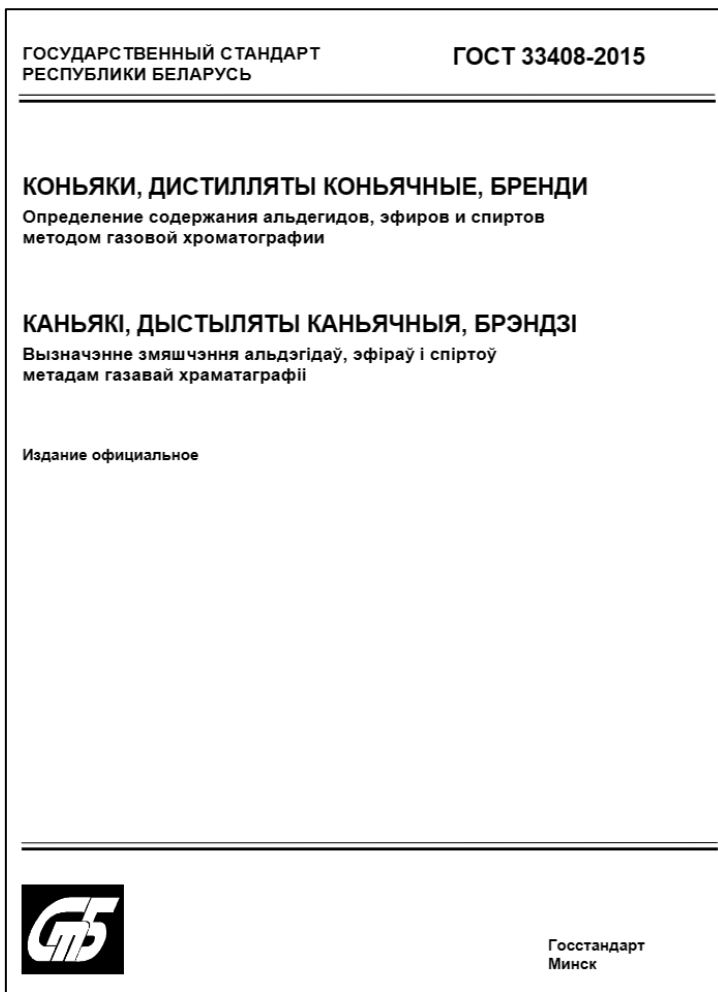 ГОСУДАРСТВЕННЫЙ СТАНДАРТ
РЕСПУБЛИКИ БЕЛАРУСЬ
ГОСТ 33408-2015
КОНЬЯКИ, ДИСТИЛЛЯТЫ КОНЬЯЧНЫЕ, БРЕНДИ
Определение содержания альдегидов, эфиров и спиртов
методом газовой хроматографии
КАНЬЯКІ, ДЫСТЫЛЯТЫ КАНЬЯЧНЫЯ, БРЭНДЗІ
Вызначэнне змяшчэння альдэгідаў, эфіраў і спіртоў
метадам газавай храматаграфіі
Издание официальное
СТБ
Госстандарт
Минск